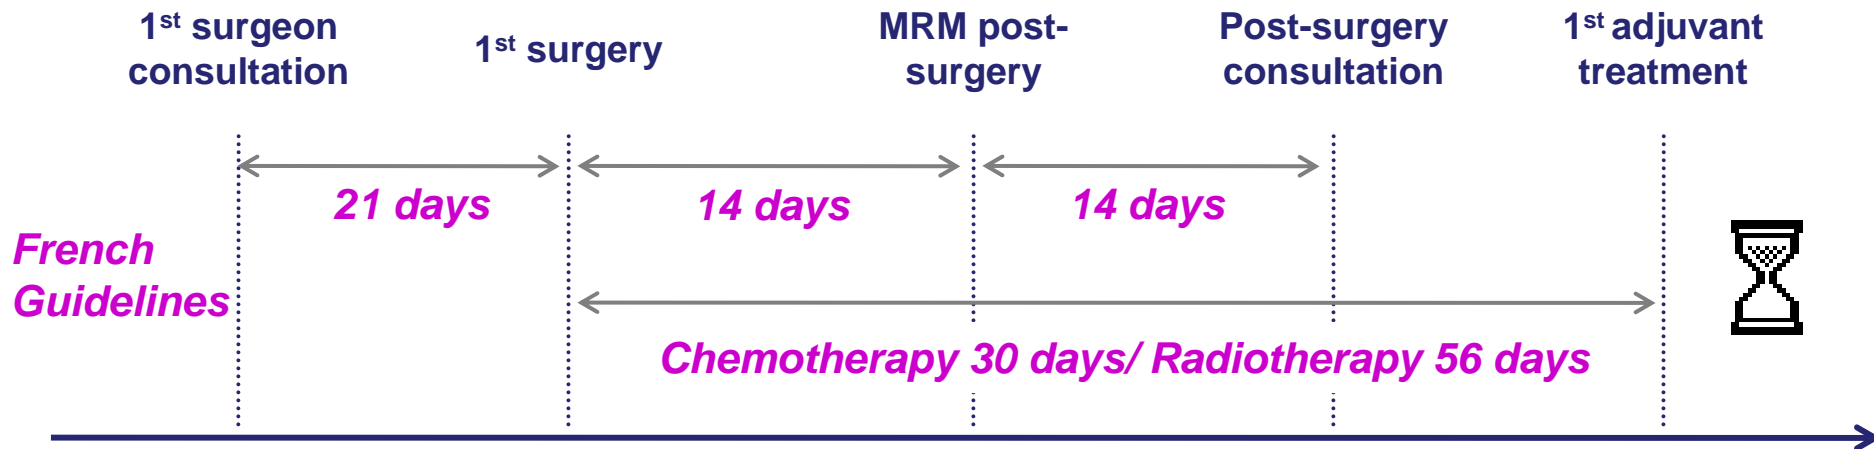 1st surgeon
consultation
1st surgery
MRM post-
surgery
Post-surgery
consultation
1st adjuvant
treatment
21 days
14 days
14 days
French
Guidelines
Chemotherapy 30 days/ Radiotherapy 56 days